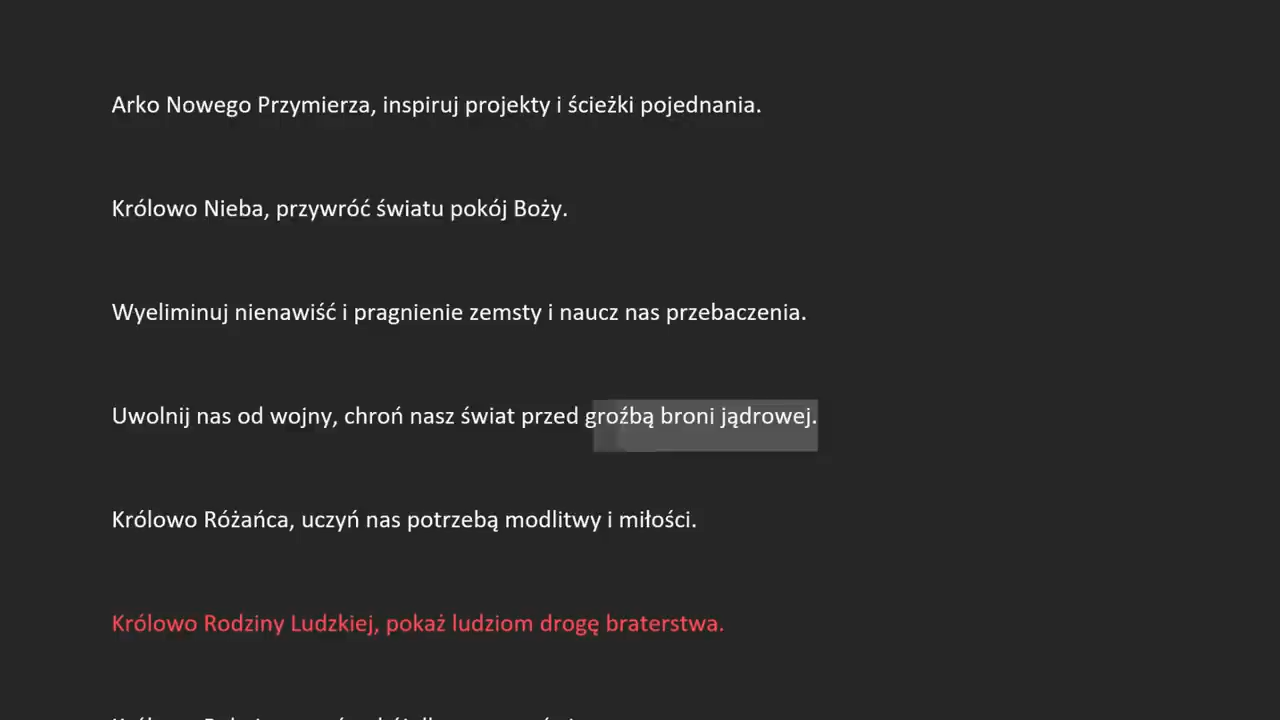 Arko Nowego Przymierza, inspiruj projekty i ścieżki pojednania.
Królowo Nieba, przywróć światu pokój Boży.
Wyeliminuj nienawiść i pragnienie zemsty i naucz nas przebaczenia.
Uwolnij nas od wojny, chroń nasz świat przed groźbą broni jądrowej.
Królowo Różańca, uczyń nas potrzebą modlitwy i miłości.
Królowo Rodziny Ludzkiej, pokaż ludziom drogę braterstwa.